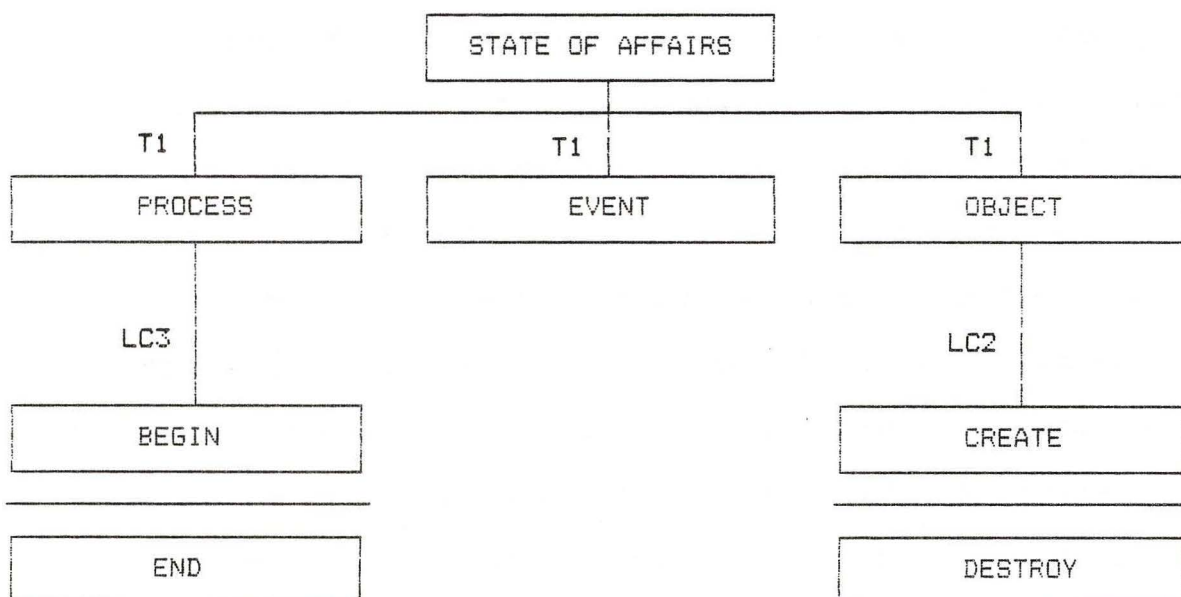 STATE OF AFFAIRS
T1 T1 T1
PROCESS EVENT OBJECT
LC3 LC2
BEGIN CREATE
END DESTROY